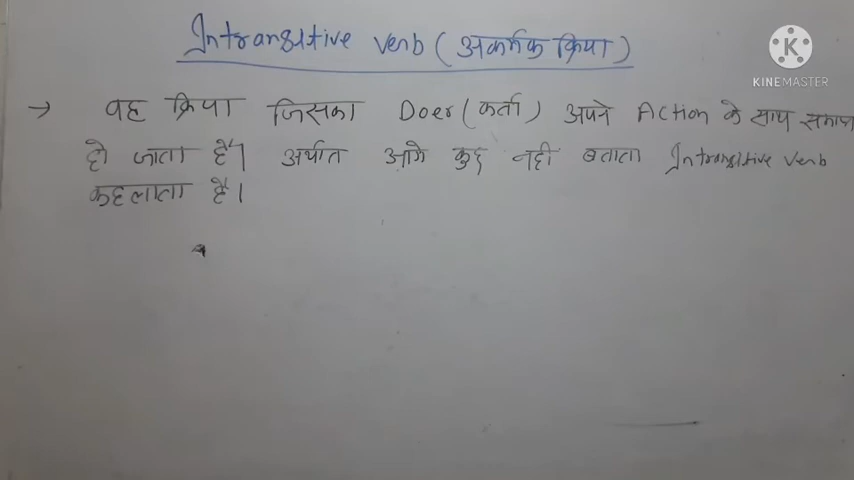 Intransitive verb (अकर्मक क्रिया)
K
KINEMASTER
→ वह क्रिया जिसका Doer (कर्ता) अपने Action के साथ समाप्त
हो जाता है। अर्थात आगे कुछ नही बताता Intransitive verb
कहलाता है।